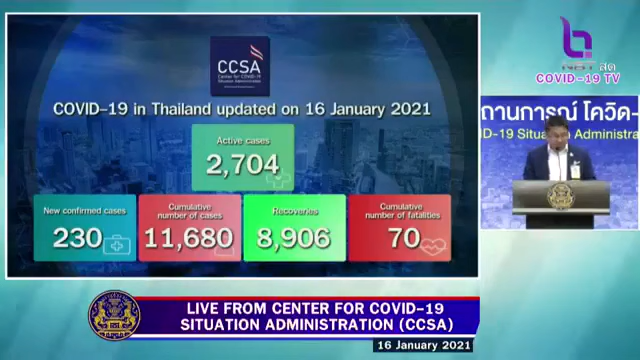 CCSA
Center for COVID-19
Situation Administration
COVID-19 in Thailand updated on 16 January 2021
Active cases
2,704
New confirmed cases
230
Cumulative
number of cases
11,680
Recoveries
8,906
Cumulative
number of fatalities
70
NBT สด
COVID-19 TV
ถานการณ์ โควิด-
D-19 Situation Administra
LIVE FROM CENTER FOR COVID-19
SITUATION ADMINISTRATION (CCSA)
16 January 2021